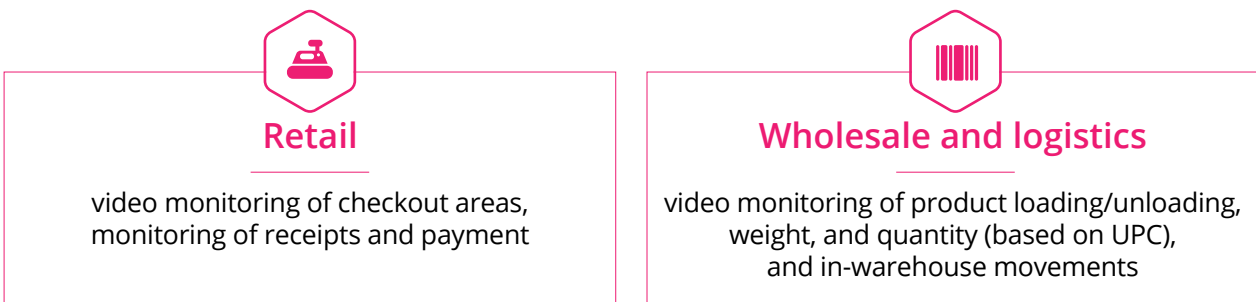 Retail
video monitoring of checkout areas,
monitoring of receipts and payment
Wholesale and logistics
video monitoring of product loading/unloading,
weight, and quantity (based on UPC),
and in-warehouse movements